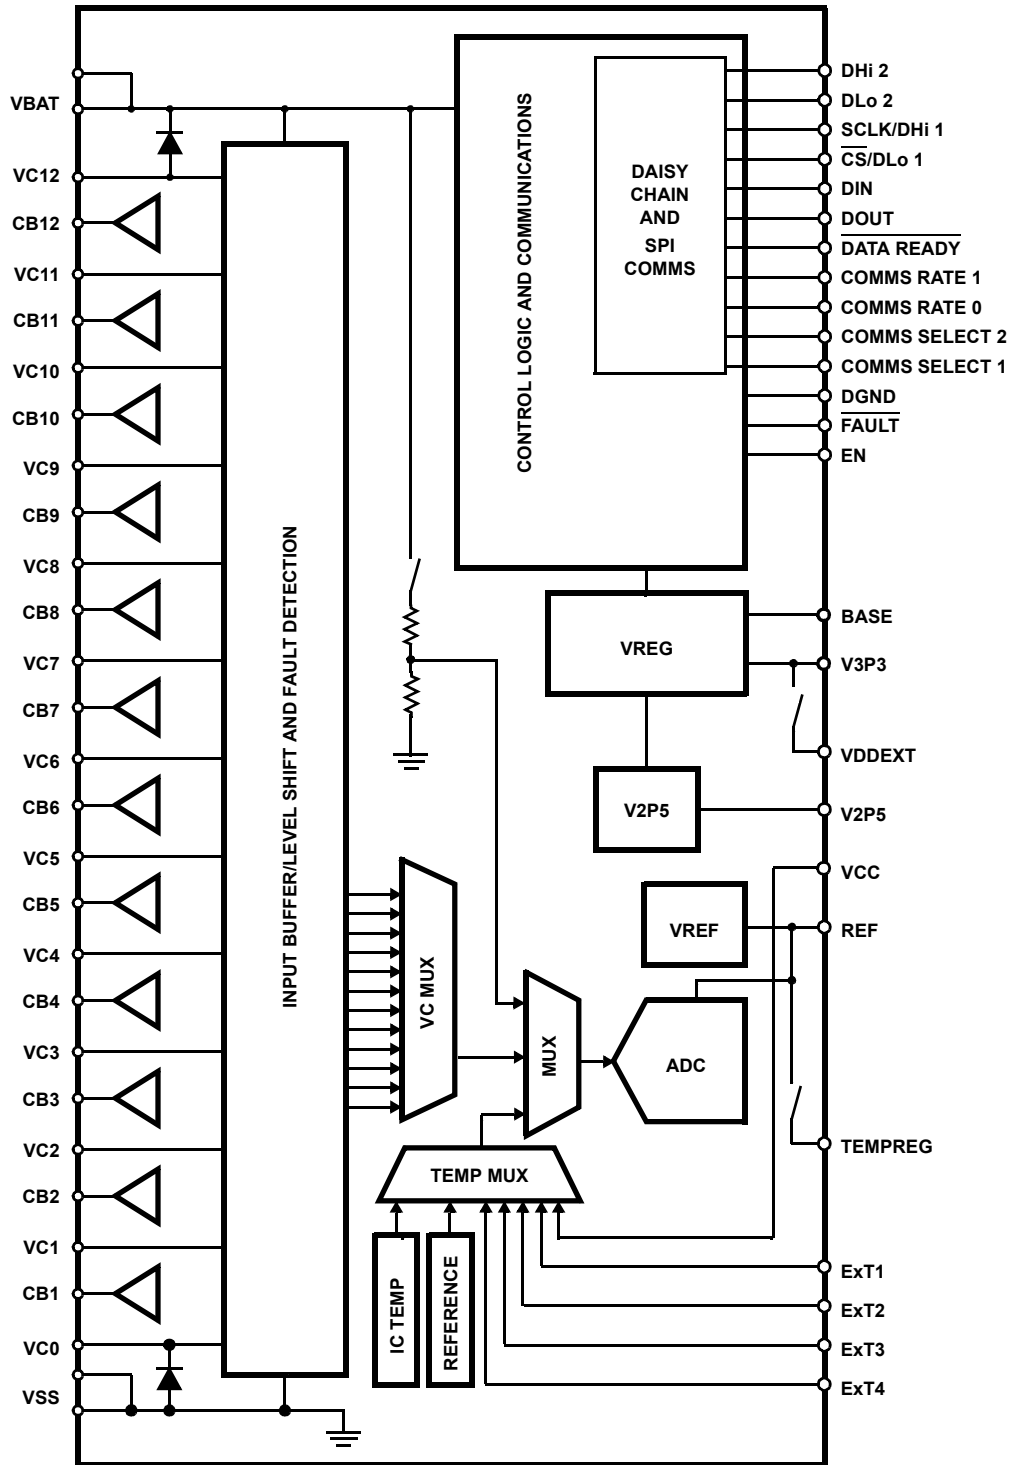 VBAT
VC12
CB12
VC11
CB11
VC10
CB10
VC9
CB9
VC8
CB8
VC7
CB7
VC6
CB6
VC5
CB5
VC4
CB4
VC3
CB3
VC2
CB2
VC1
CB1
VC0
VSS
INPUT BUFFER/LEVEL SHIFT AND FAULT DETECTION
CONTROL LOGIC AND COMMUNICATIONS
DAISY
CHAIN
AND
SPI
COMMS
VREG
V2P5
VREF
VC MUX
MUX
ADC
TEMP MUX
IC TEMP
REFERENCE
DHi 2
DLo 2
SCLK/DHi 1
CS/DLo 1
DIN
DOUT
DATA READY
COMMS RATE 1
COMMS RATE 0
COMMS SELECT 2
COMMS SELECT 1
DGND
FAULT
EN
BASE
V3P3
VDDEXT
V2P5
VCC
REF
TEMPREG
ExT1
ExT2
ExT3
ExT4